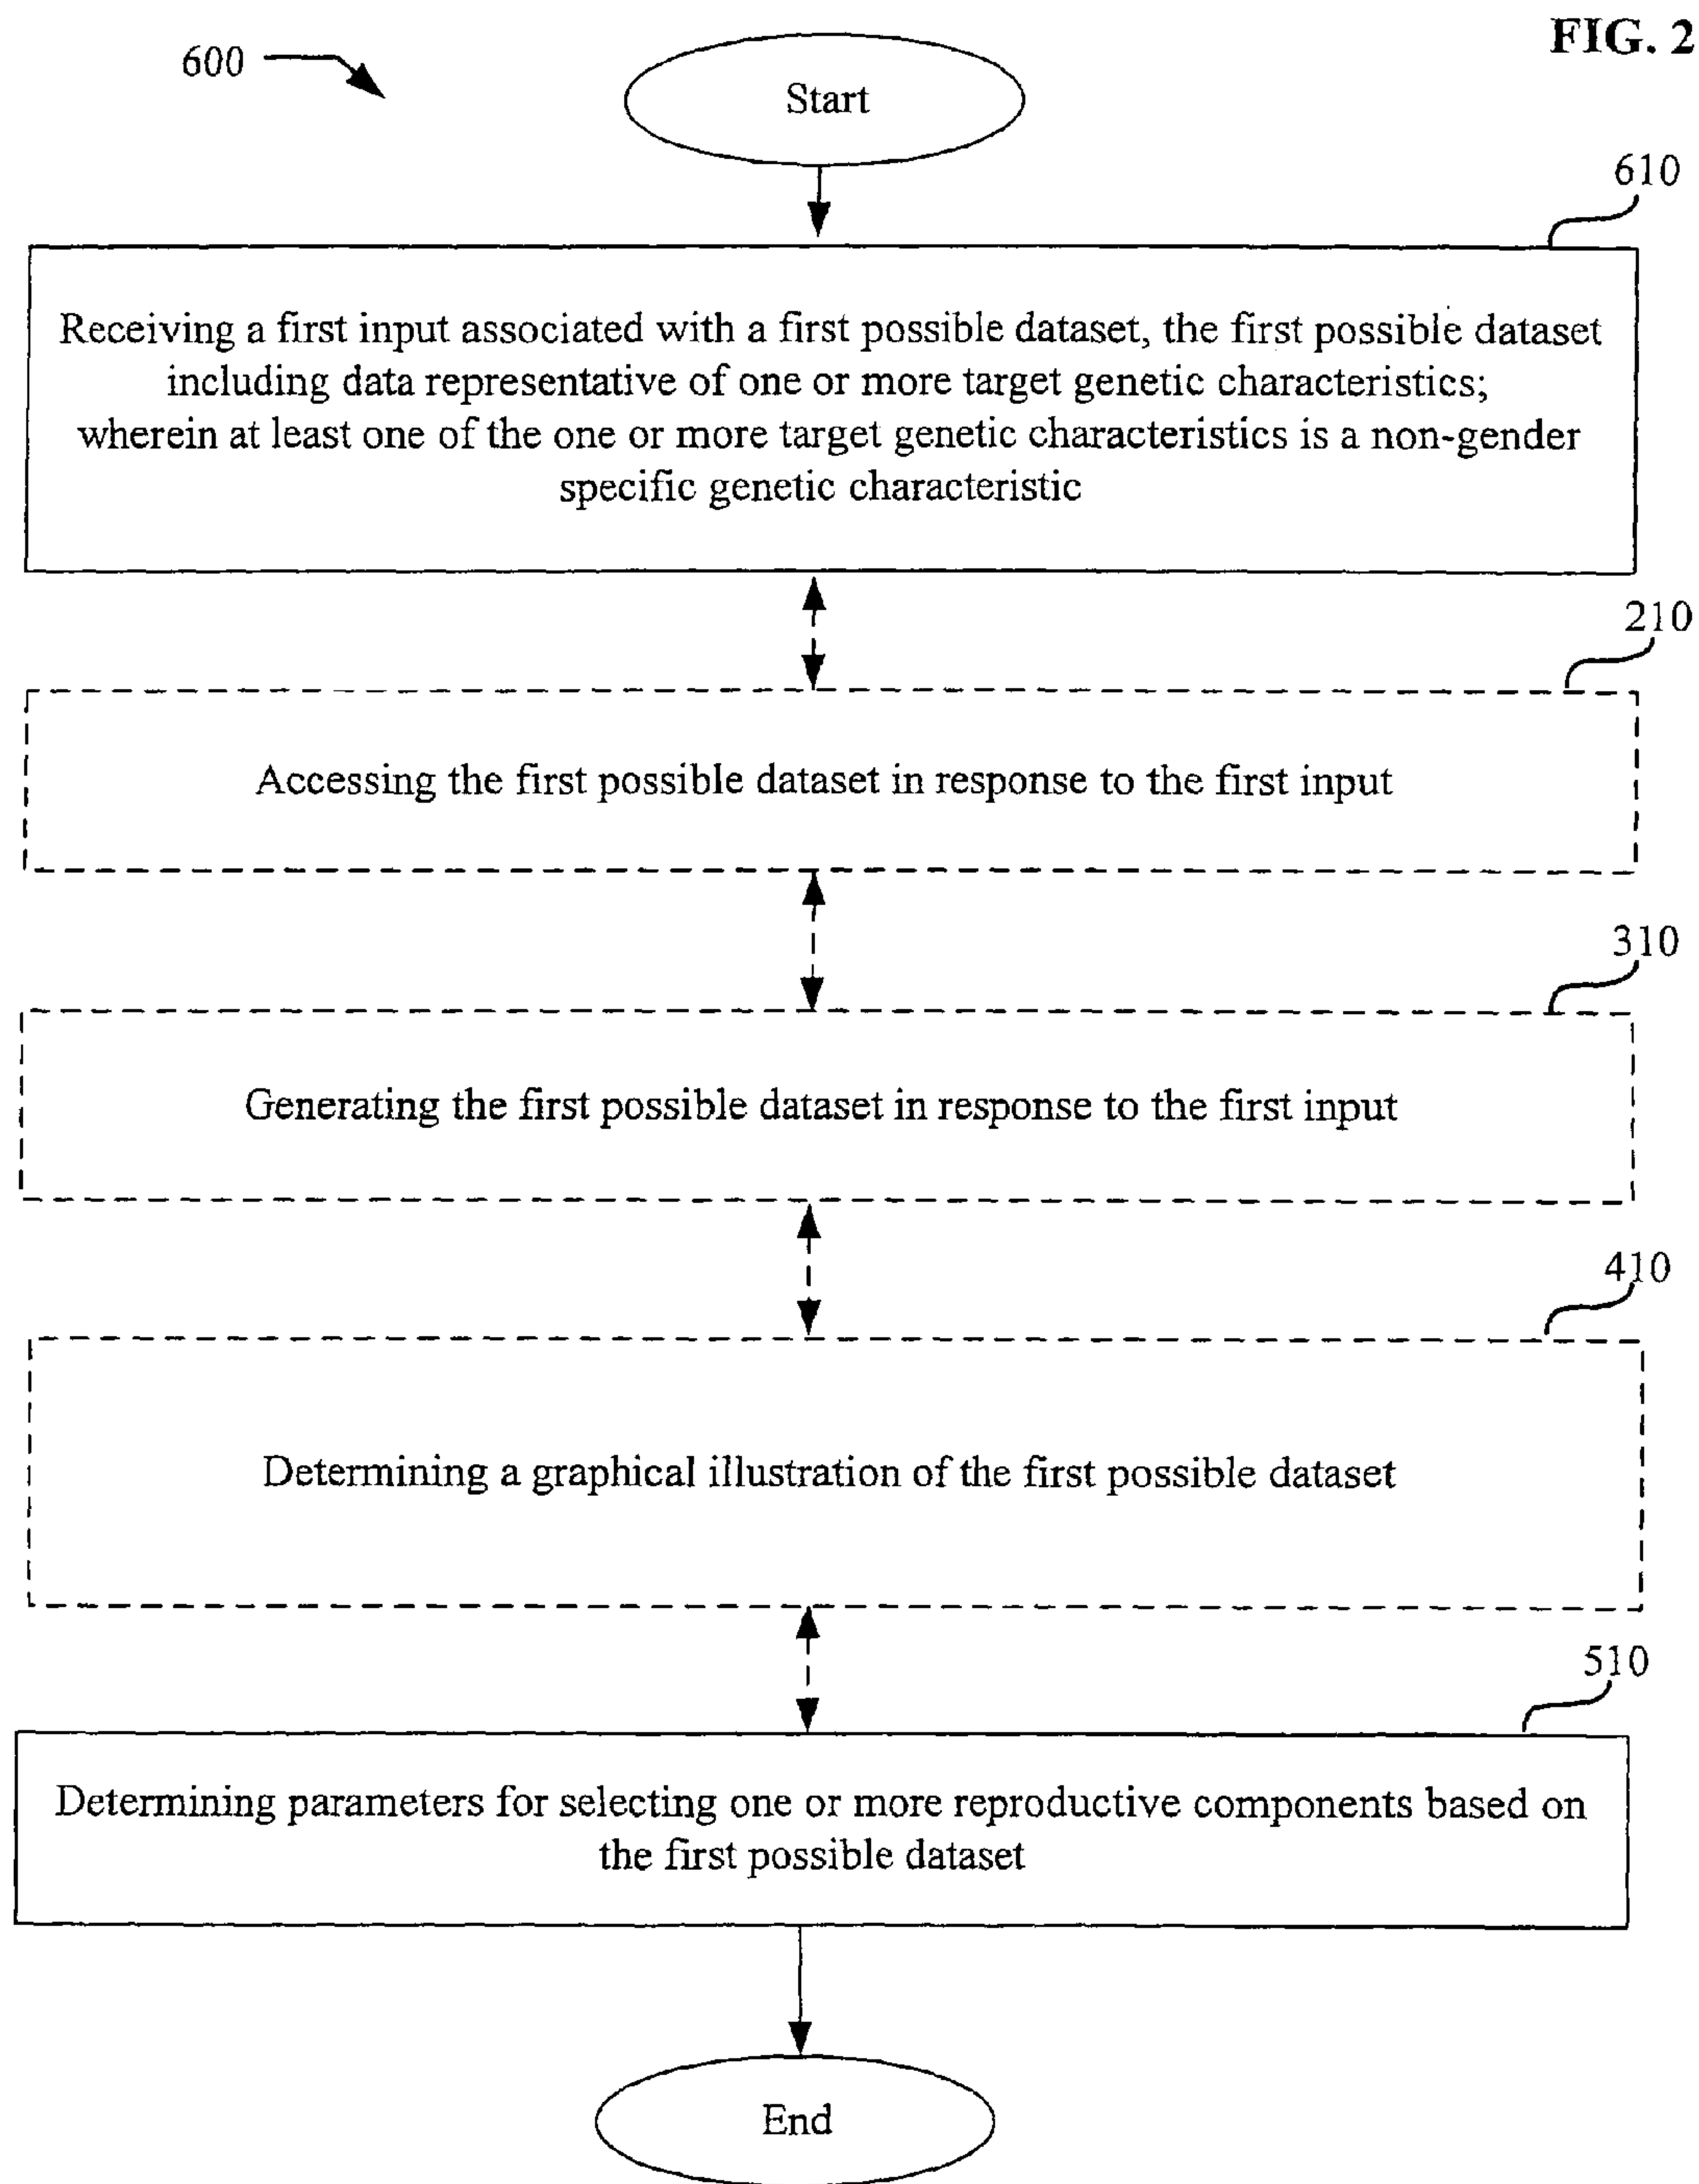 FIG. 2
600
Start
610
Receiving a first input associated with a first possible dataset, the first possible dataset
including data representative of one or more target genetic characteristics;
wherein at least one of the one or more target genetic characteristics is a non-gender
specific genetic characteristic
210
Accessing the first possible dataset in response to the first input
310
Generating the first possible dataset in response to the first input
410
Determining a graphical illustration of the first possible dataset
510
Determining parameters for selecting one or more reproductive components based on
the first possible dataset
End